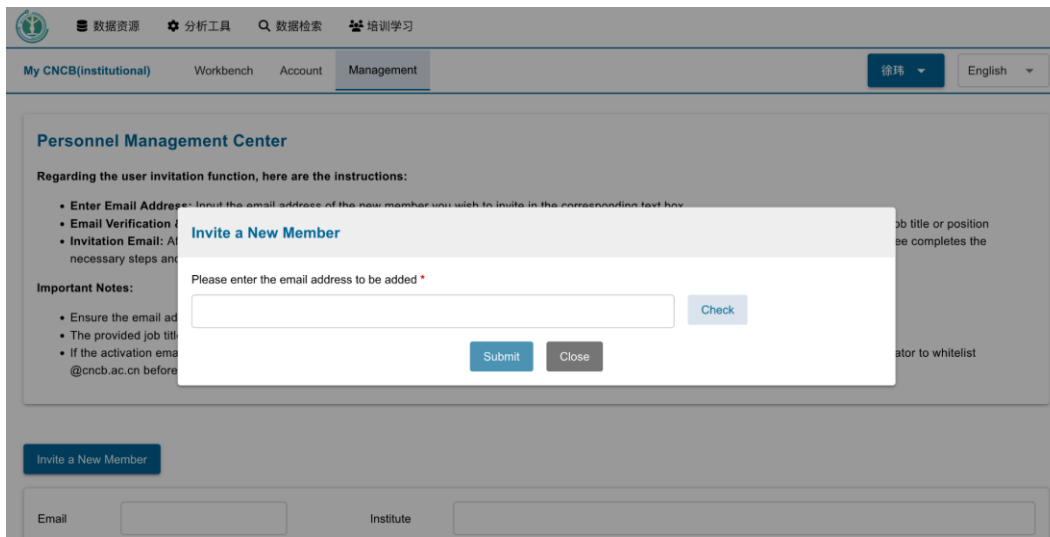 数据资源 分析工具 数据检索 培训学习
My CNCB(institutional) Workbench Account Management 徐玮 English
Personnel Management Center
Regarding the user invitation function, here are the instructions:
• Enter Email Address: Input the email address of the new member you wish to invite in the corresponding text box
• Email Verification ob title or position
• Invitation Email: ee completes the
necessary steps and
Invite a New Member
Please enter the email address to be added *
Important Notes:
• Ensure the email ad
Check
• The provided job titl
• If the activation ema ator to whitelist
@cncb.ac.cn before
Submit Close
Invite a New Member
Email Institute